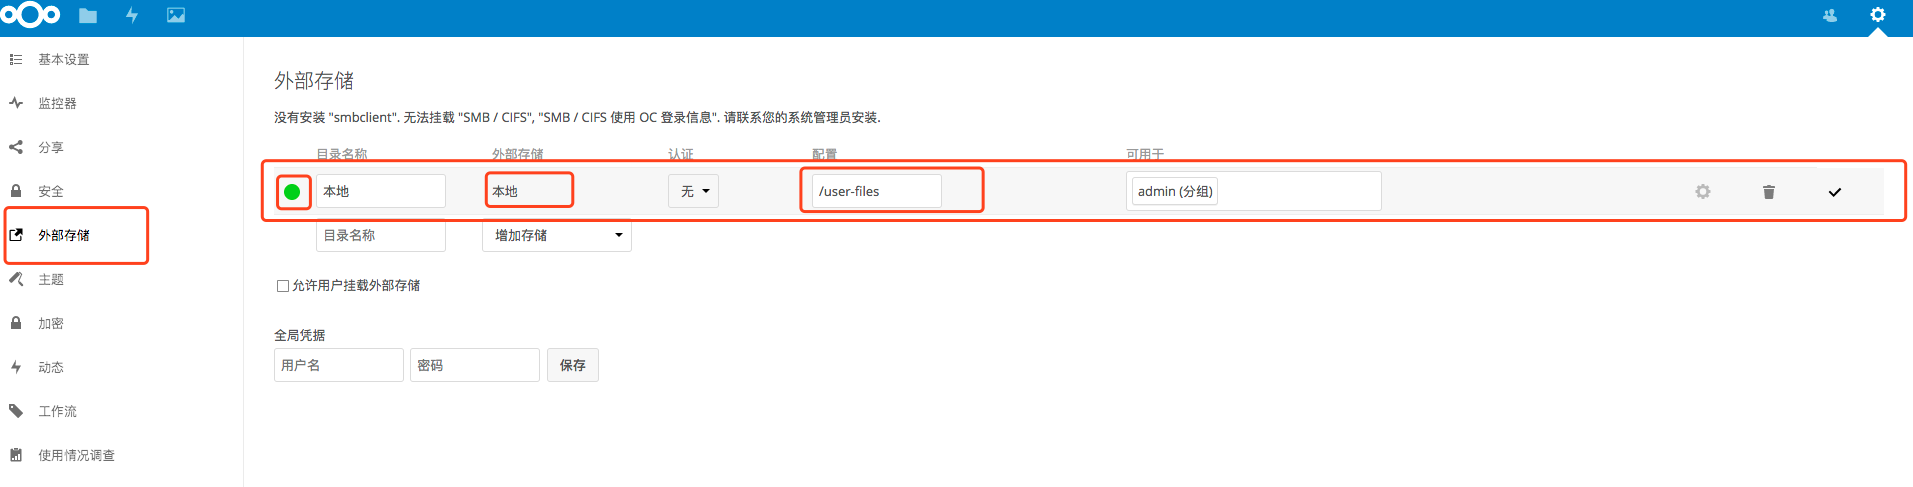 基本设置
监控器
分享
安全
外部存储
主题
加密
动态
工作流
使用情况调查
外部存储
没有安装 "smbclient". 无法挂载 "SMB / CIFS", "SMB / CIFS 使用 OC 登录信息". 请联系您的系统管理员安装.
目录名称 外部存储 认证 配置 可用于
本地 本地 无 /user-files admin (分组)
目录名称 增加存储
允许用户挂载外部存储
全局凭据
用户名 密码 保存